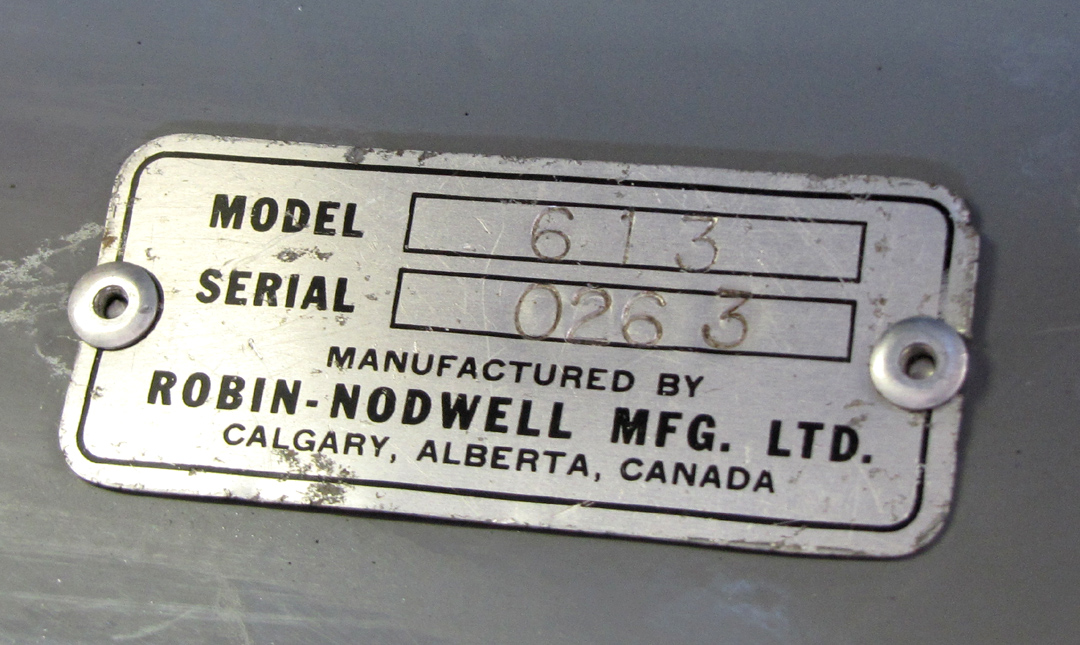 MODEL 613
SERIAL 0263
MANUFACTURED BY
ROBIN-NODWELL MFG. LTD.
CALGARY, ALBERTA, CANADA